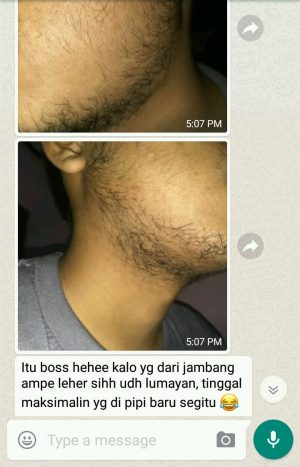 5:07 PM
5:07 PM
Itu boss hehee kalo yg dari jambang
ampe leher sihh udh lumayan, tinggal
maksimalin yg di pipi baru segitu 😂
Type a message